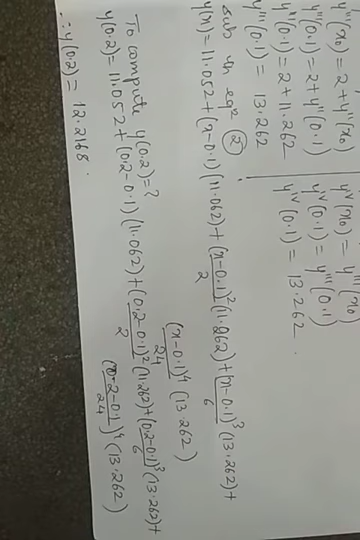 y'''(x₀) = 2 + y''(x₀)
y'''(0.1) = 2 + y''(0.1)
y'''(0.1) = 2 + 11.262
y'''(0.1) = 13.262
yⁱᵛ(x₀) = y'''(x₀)
yⁱᵛ(0.1) = y'''(0.1)
yⁱᵛ(0.1) = 13.262.
sub in eqⁿ ②
y(x) = 11.052 + (x-0.1)(11.062) + (x-0.1)²/2 (11.262) + (x-0.1)³/6 (13.262) +
(x-0.1)⁴/24 (13.262)
To compute y(0.2) = ?
y(0.2) = 11.052 + (0.2-0.1)(11.062) + (0.2-0.1)²/2 (11.262) + (0.2-0.1)³/6 (13.262) +
(0.2-0.1)⁴/24 (13.262)
∴ y(0.2) = 12.2168.